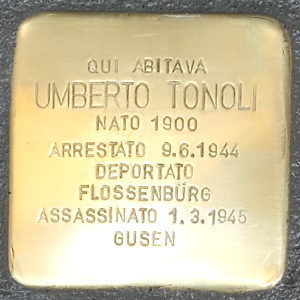 QUI ABITAVA
UMBERTO TONOLI
NATO 1900
ARRESTATO 9.6.1944
DEPORTATO
FLOSSENBÜRG
ASSASSINATO 1.3.1945
GUSEN